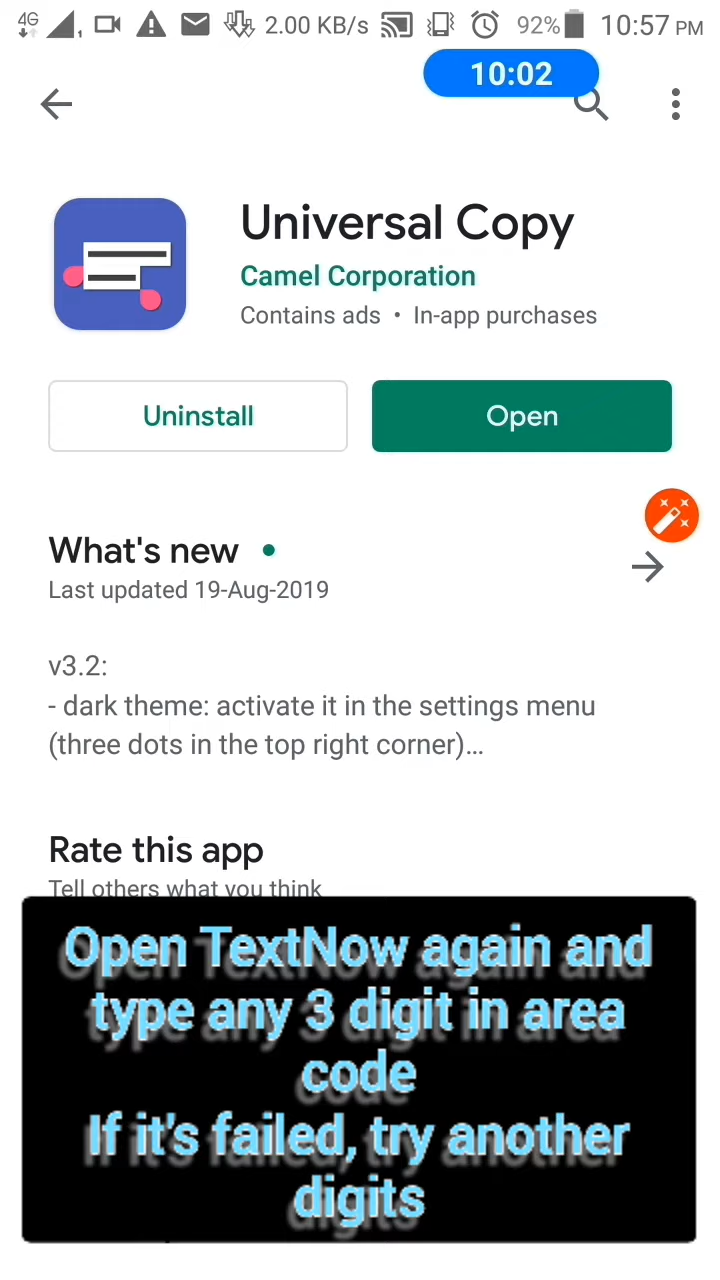 4G 1 2.00 KB/s 92% 10:57 PM
10:02
Universal Copy
Camel Corporation
Contains ads • In-app purchases
Uninstall
Open
What's new
Last updated 19-Aug-2019
v3.2:
- dark theme: activate it in the settings menu
(three dots in the top right corner)...
Rate this app
Tell others what you think
Open TextNow again and
type any 3 digit in area
code
If it's failed, try another
digits